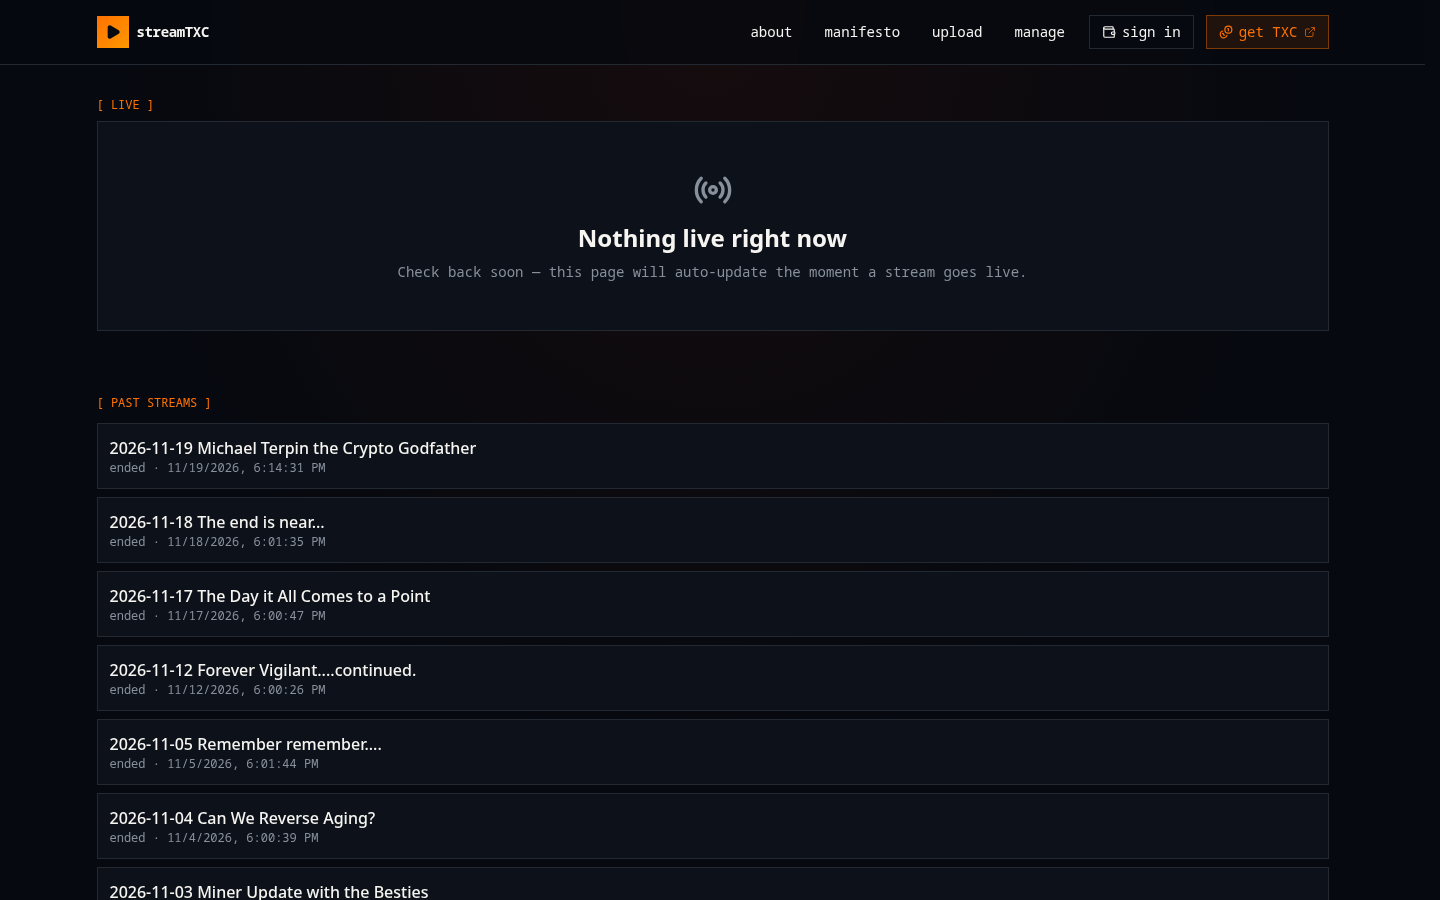 streamTXC
about
manifesto
upload
manage
sign in
get TXC
[ LIVE ]
Nothing live right now
Check back soon — this page will auto-update the moment a stream goes live.
[ PAST STREAMS ]
2026-11-19 Michael Terpin the Crypto Godfather
ended · 11/19/2026, 6:14:31 PM
2026-11-18 The end is near...
ended · 11/18/2026, 6:01:35 PM
2026-11-17 The Day it All Comes to a Point
ended · 11/17/2026, 6:00:47 PM
2026-11-12 Forever Vigilant....continued.
ended · 11/12/2026, 6:00:26 PM
2026-11-05 Remember remember....
ended · 11/5/2026, 6:01:44 PM
2026-11-04 Can We Reverse Aging?
ended · 11/4/2026, 6:00:39 PM
2026-11-03 Miner Update with the Besties